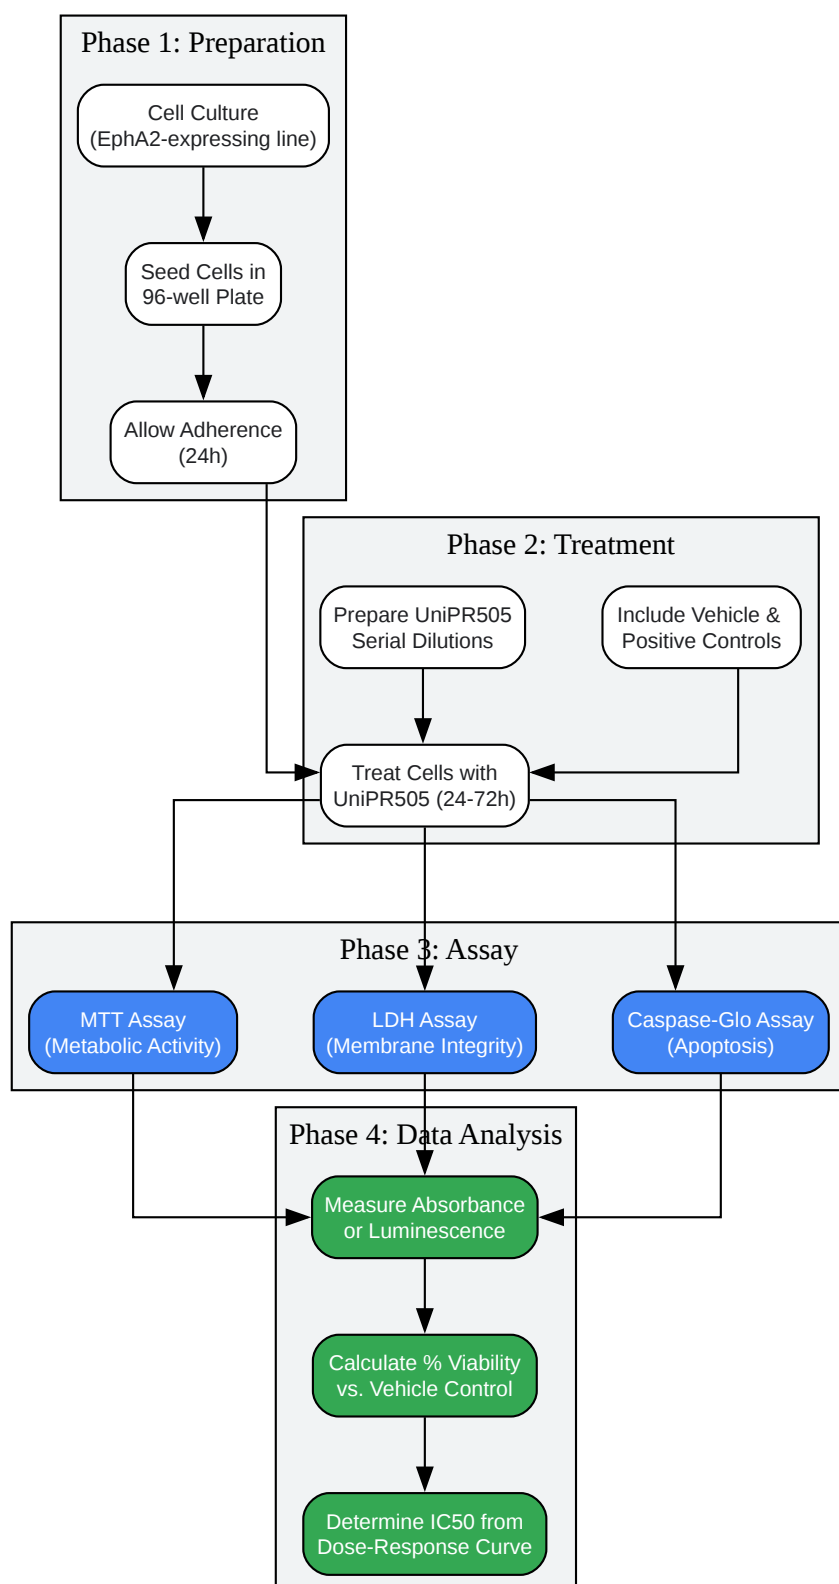 Phase 1: Preparation
Cell Culture
(EphA2-expressing line)
Seed Cells in
96-well Plate
Allow Adherence
(24h)
Phase 2: Treatment
Prepare UniPR505
Serial Dilutions
Include Vehicle &
Positive Controls
Treat Cells with
UniPR505 (24-72h)
Phase 3: Assay
MTT Assay
(Metabolic Activity)
LDH Assay
(Membrane Integrity)
Caspase-Glo Assay
(Apoptosis)
Phase 4: Data Analysis
Measure Absorbance
or Luminescence
Calculate % Viability
vs. Vehicle Control
Determine IC50 from
Dose-Response Curve